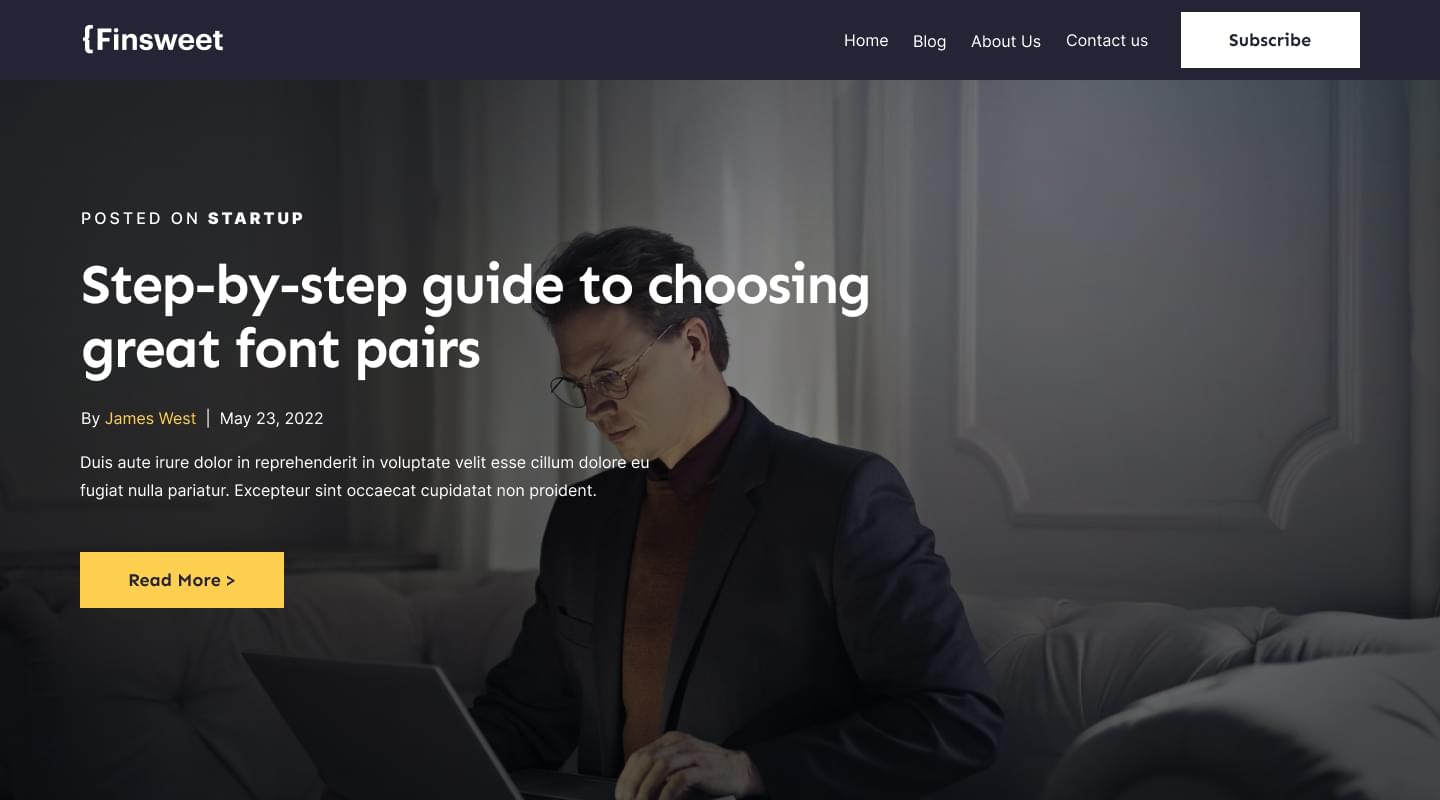 {Finsweet
Home Blog About Us Contact us Subscribe
POSTED ON STARTUP
Step-by-step guide to choosing
great font pairs
By James West | May 23, 2022
Duis aute irure dolor in reprehenderit in voluptate velit esse cillum dolore eu
fugiat nulla pariatur. Excepteur sint occaecat cupidatat non proident.
Read More >